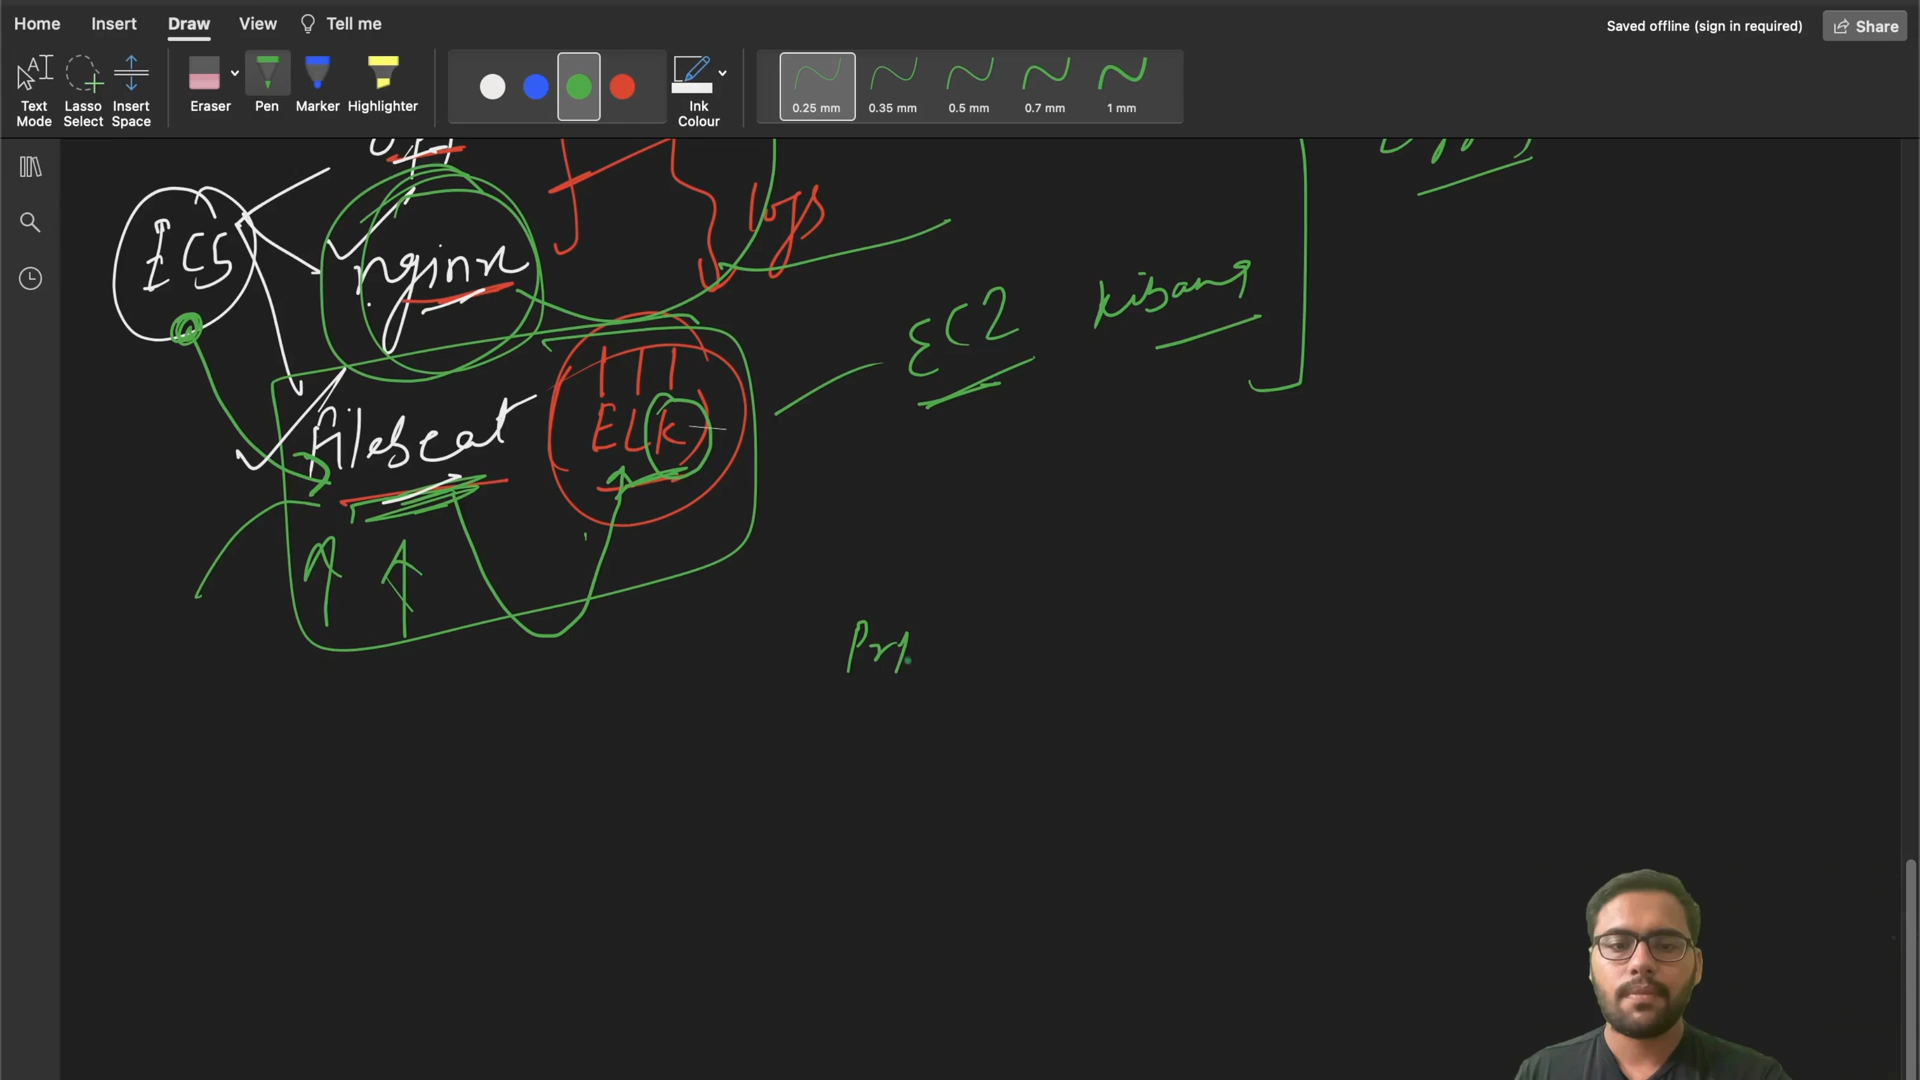 Home Insert Draw View Tell me
Saved offline (sign in required) Share
Text Mode
Lasso Select
Insert Space
Eraser
Pen
Marker
Highlighter
Ink Colour
0.25 mm
0.35 mm
0.5 mm
0.7 mm
1 mm
ECS
nginx
logs
EC2
kibana
filebeat
ELK